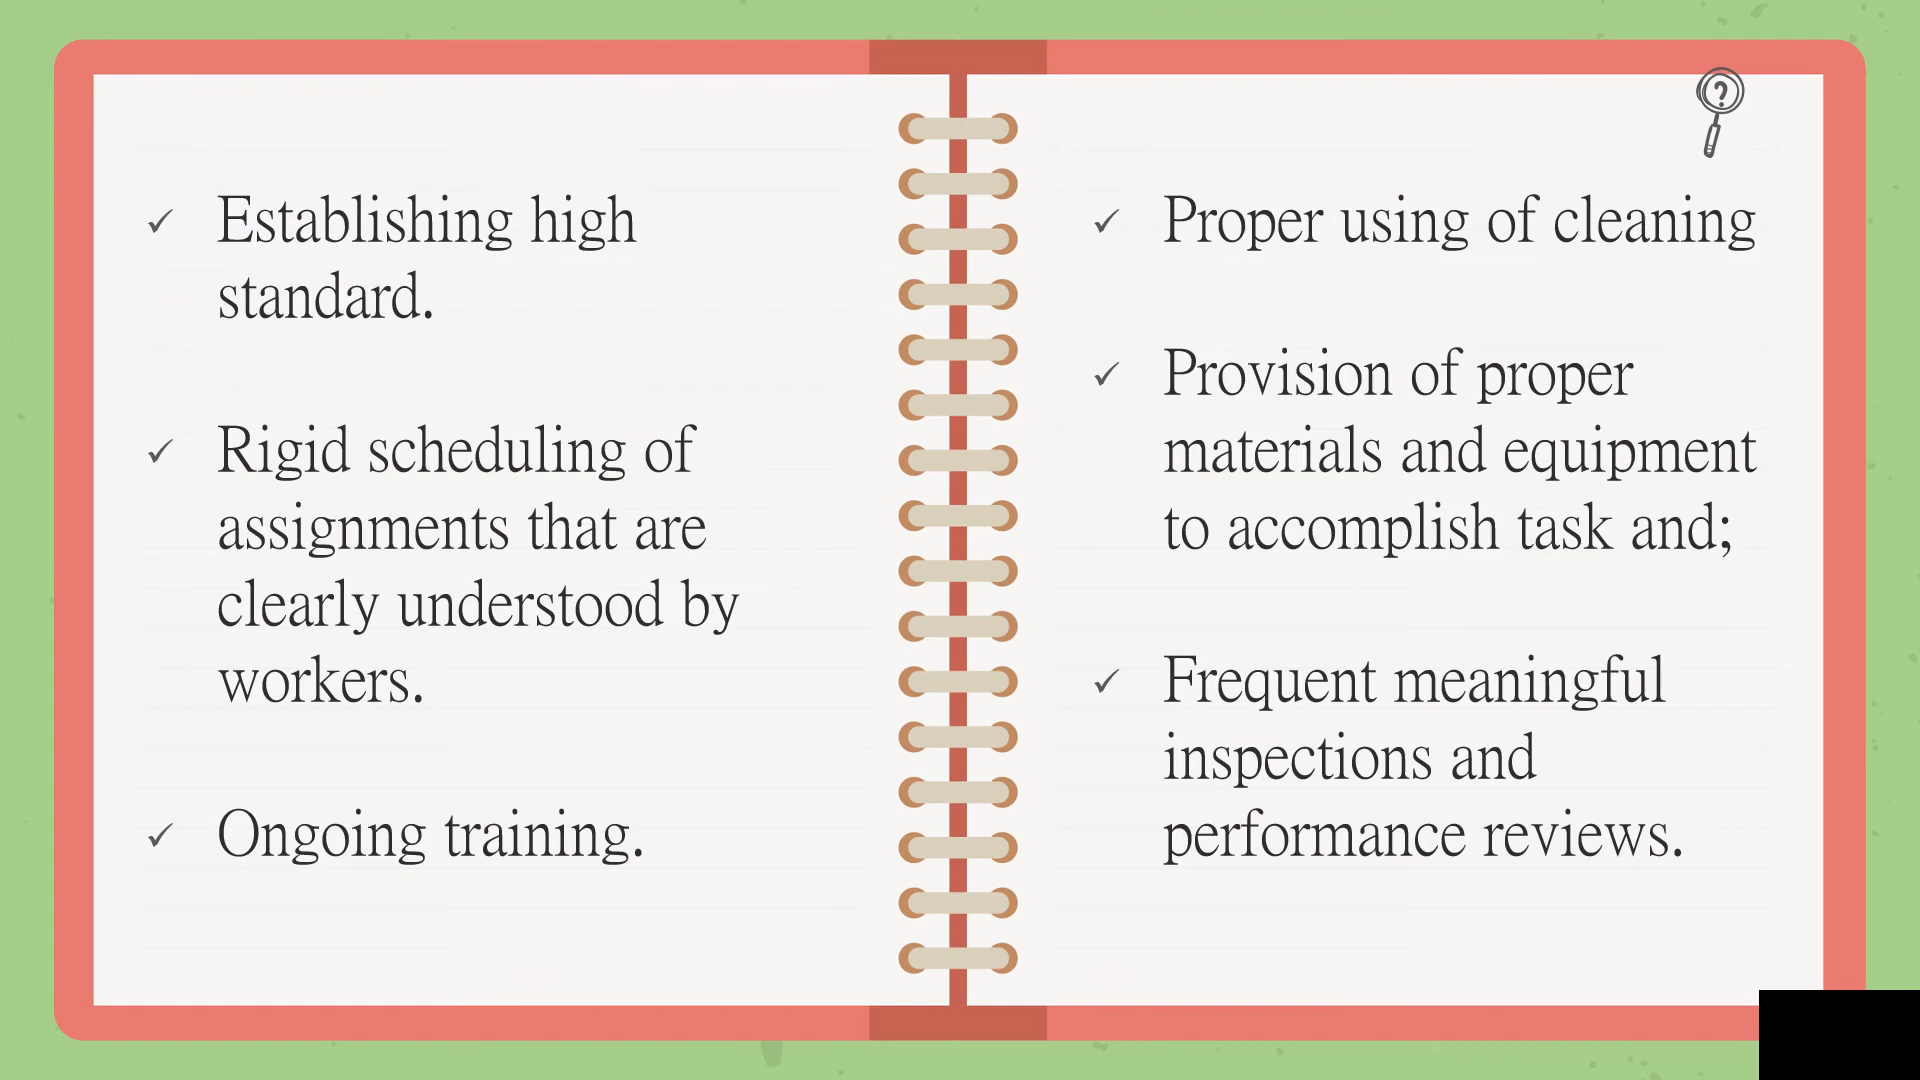 Establishing high
standard.
Rigid scheduling of
assignments that are
clearly understood by
workers.
Ongoing training.
Proper using of cleaning
Provision of proper
materials and equipment
to accomplish task and;
Frequent meaningful
inspections and
performance reviews.